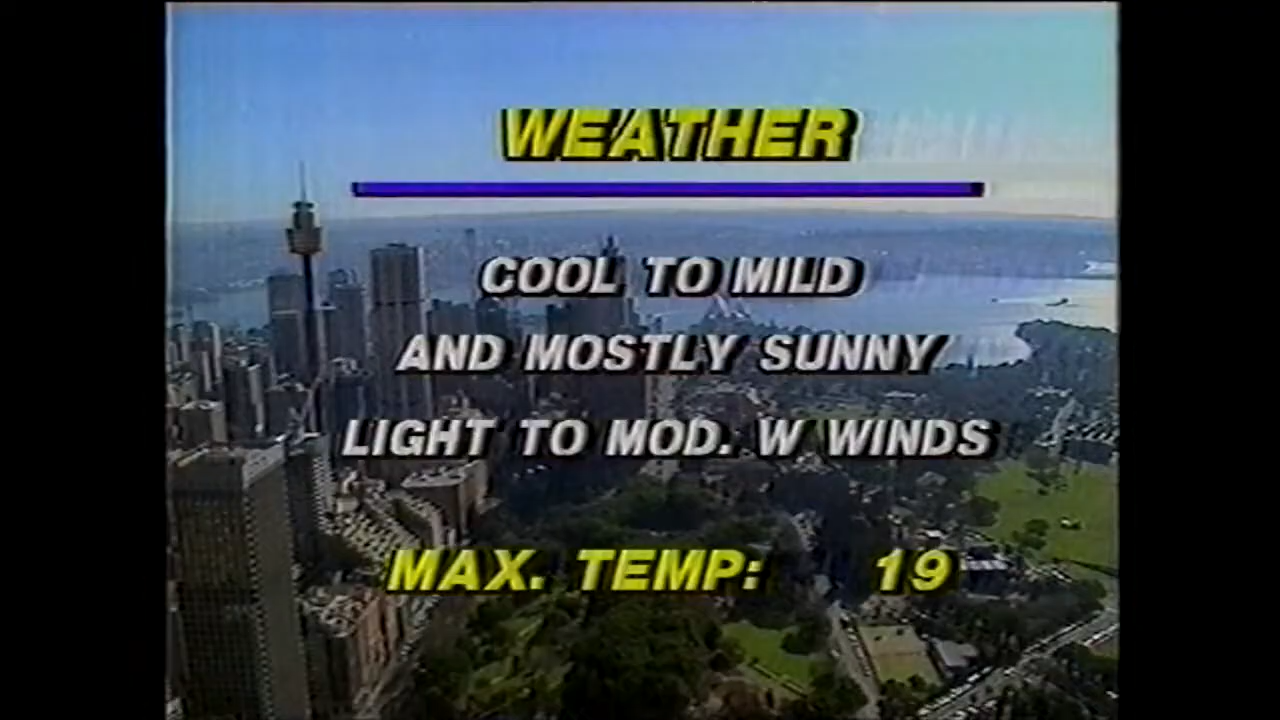 WEATHER
COOL TO MILD
AND MOSTLY SUNNY
LIGHT TO MOD. W WINDS
MAX. TEMP: 19